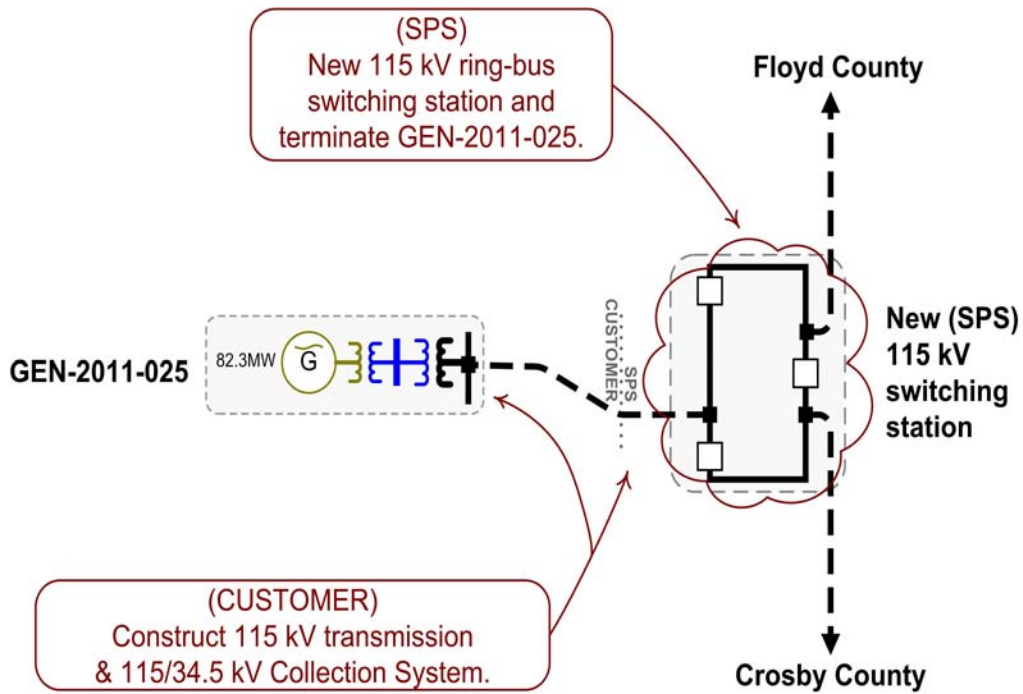 (SPS)
New 115 kV ring-bus
switching station and
terminate GEN-2011-025.
Floyd County
GEN-2011-025
82.3MW
G
CUSTOMER
SPS
New (SPS)
115 kV
switching
station
(CUSTOMER)
Construct 115 kV transmission
& 115/34.5 kV Collection System.
Crosby County